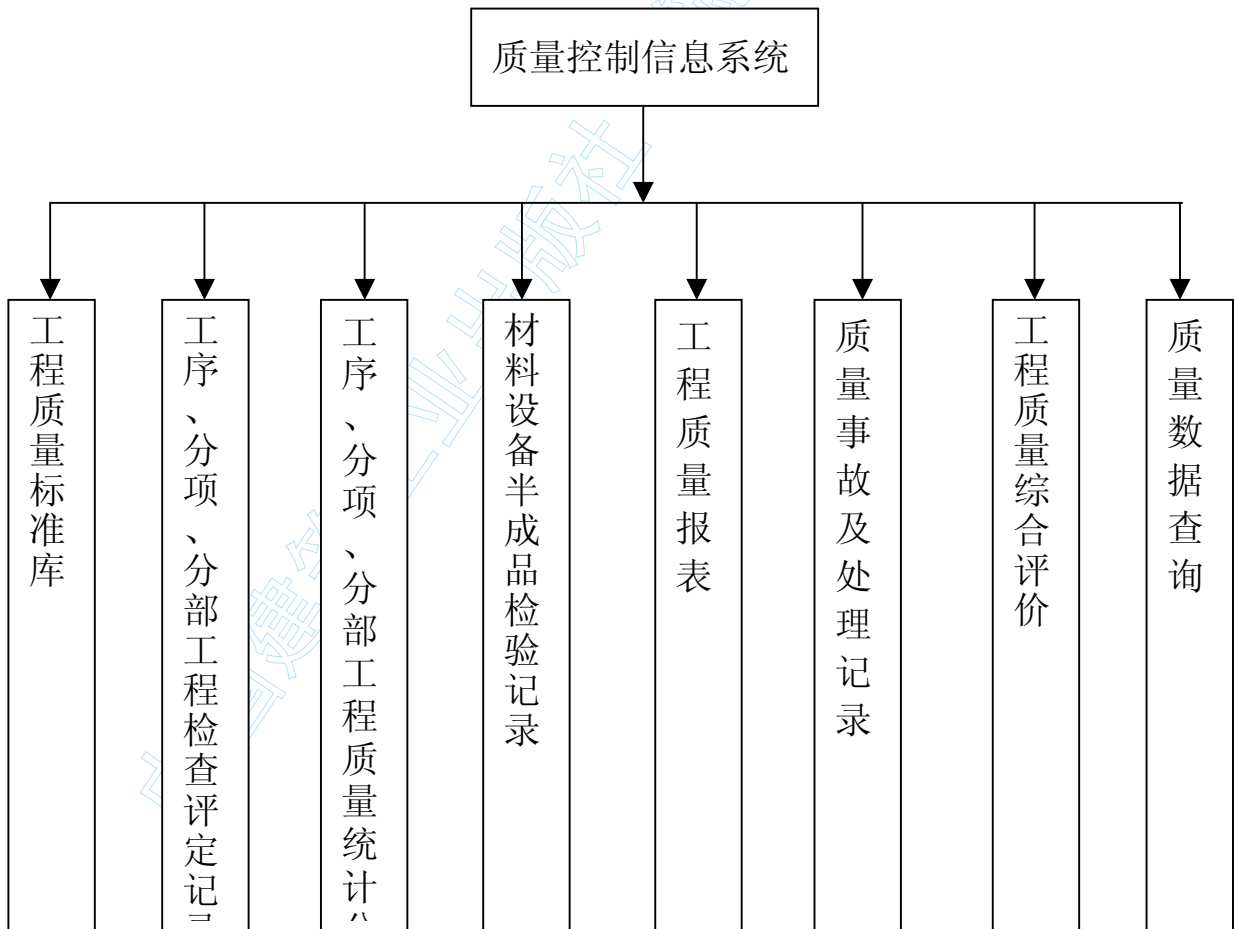 质量控制信息系统
工程质量标准库
工序、分项、分部工程检查评定记
工序、分项、分部工程质量统计
材料设备半成品检验记录
工程质量报表
质量事故及处理记录
工程质量综合评价
质量数据查询